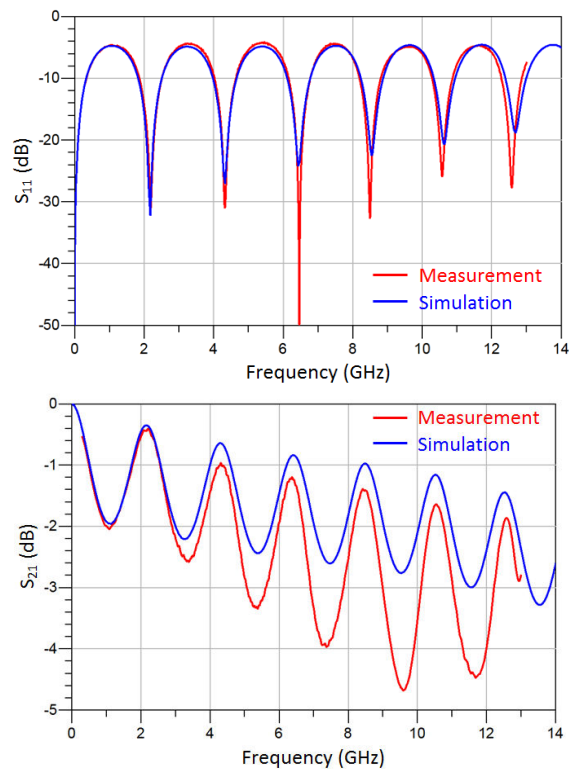 0
-10
-20
-30
-40
-50
S11 (dB)
Measurement
Simulation
0 2 4 6 8 10 12 14
Frequency (GHz)
0
-1
-2
-3
-4
-5
S21 (dB)
Measurement
Simulation
0 2 4 6 8 10 12 14
Frequency (GHz)